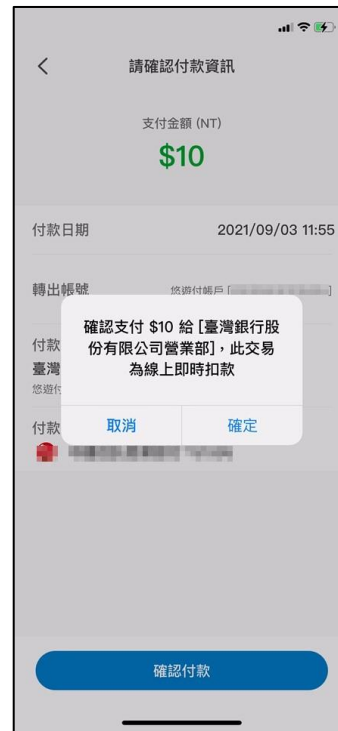 請確認付款資訊
支付金額 (NT)
$10
付款日期 2021/09/03 11:55
轉出帳號 悠遊付帳戶 [ ]
確認支付 $10 給 [臺灣銀行股
份有限公司營業部]，此交易
為線上即時扣款
取消 確定
付款
臺灣
悠遊付
付款
確認付款